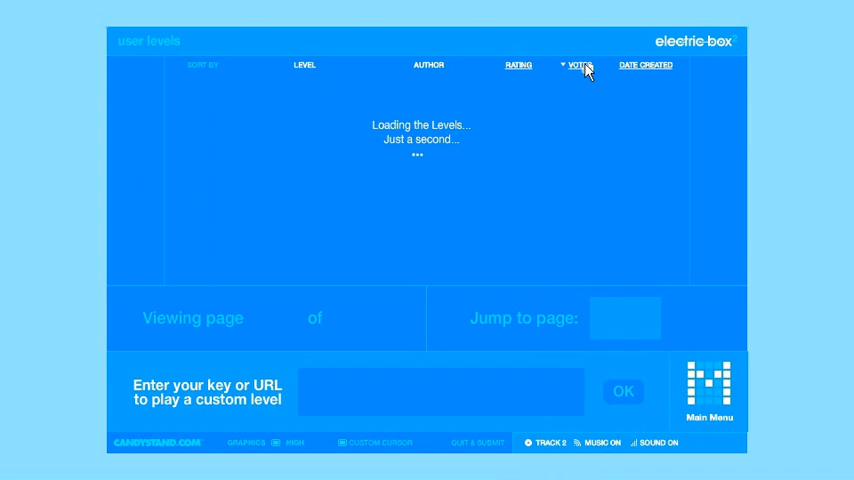 user levels
electric-box2
SORT BY LEVEL AUTHOR RATING VOTES DATE CREATED
Loading the Levels...
Just a second...
Viewing page of
Jump to page:
Enter your key or URL
to play a custom level
OK
Main Menu
CANDYSTAND.COM GRAPHICS HIGH CUSTOM CURSOR QUIT & SUBMIT TRACK 2 MUSIC ON SOUND ON